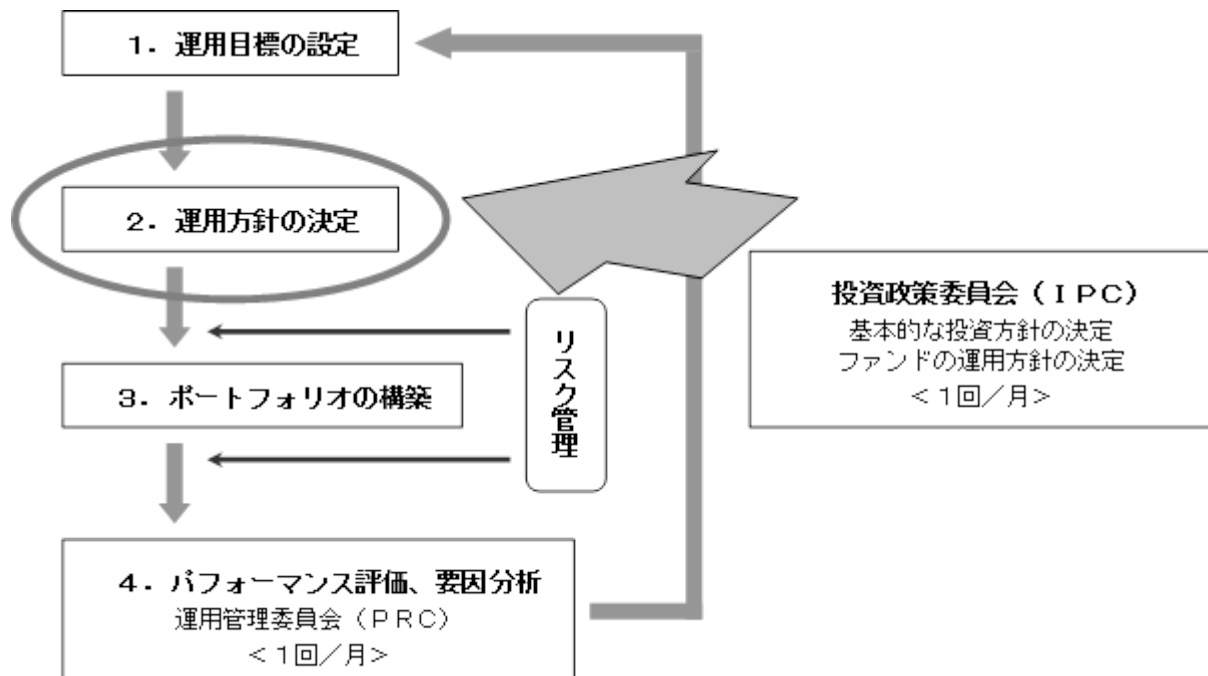 １．運用目標の設定
２．運用方針の決定
投資政策委員会（ＩＰＣ）
基本的な投資方針の決定
ファンドの運用方針の決定
＜１回／月＞
リスク管理
３．ポートフォリオの構築
４．パフォーマンス評価、要因分析
運用管理委員会（ＰＲＣ）
＜１回／月＞